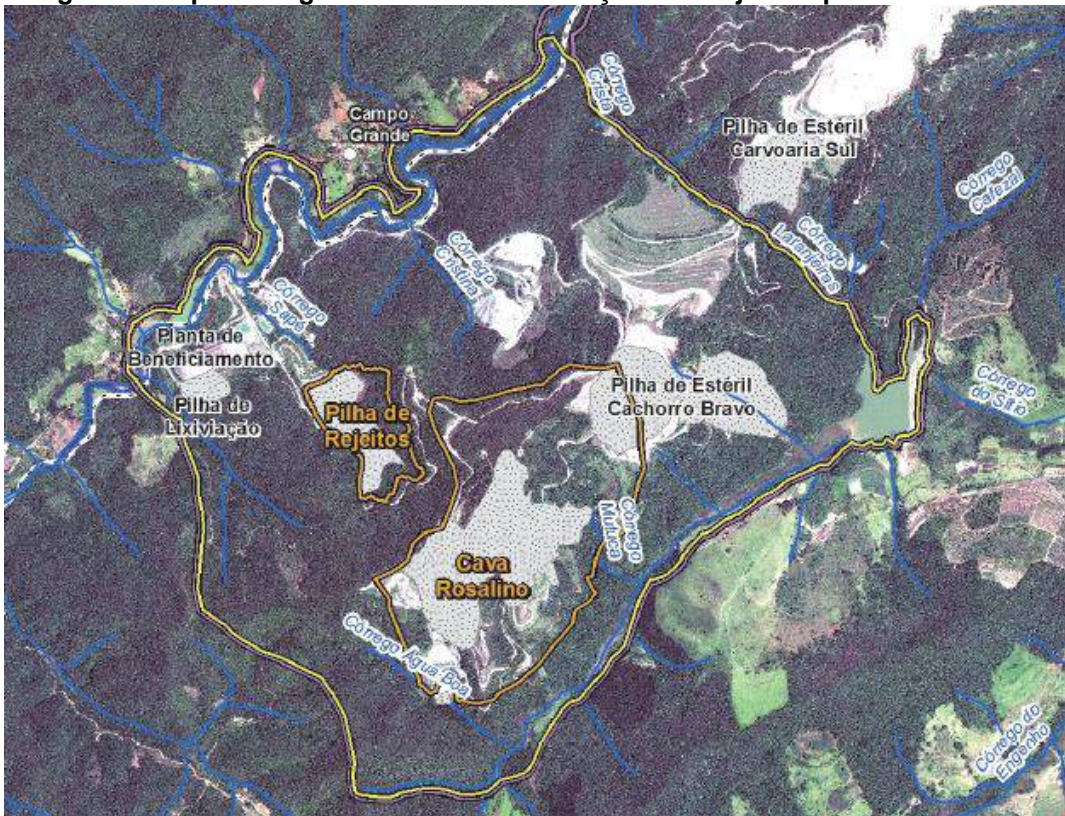 Campo
Grande
Córrego
Crista
Pilha de Estéril
Carvoaria Sul
Córrego
Cafezal
Córrego
Laranjeiras
Córrego
Cristina
Córrego
Sapé
Planta de
Beneficiamento
Pilha de
Lixiviação
Pilha de
Rejeitos
Pilha de Estéril
Cachorro Bravo
Córrego
do Sítio
Córrego
Mutuca
Cava
Rosalino
Córrego Água Boa
Córrego do
Engenho